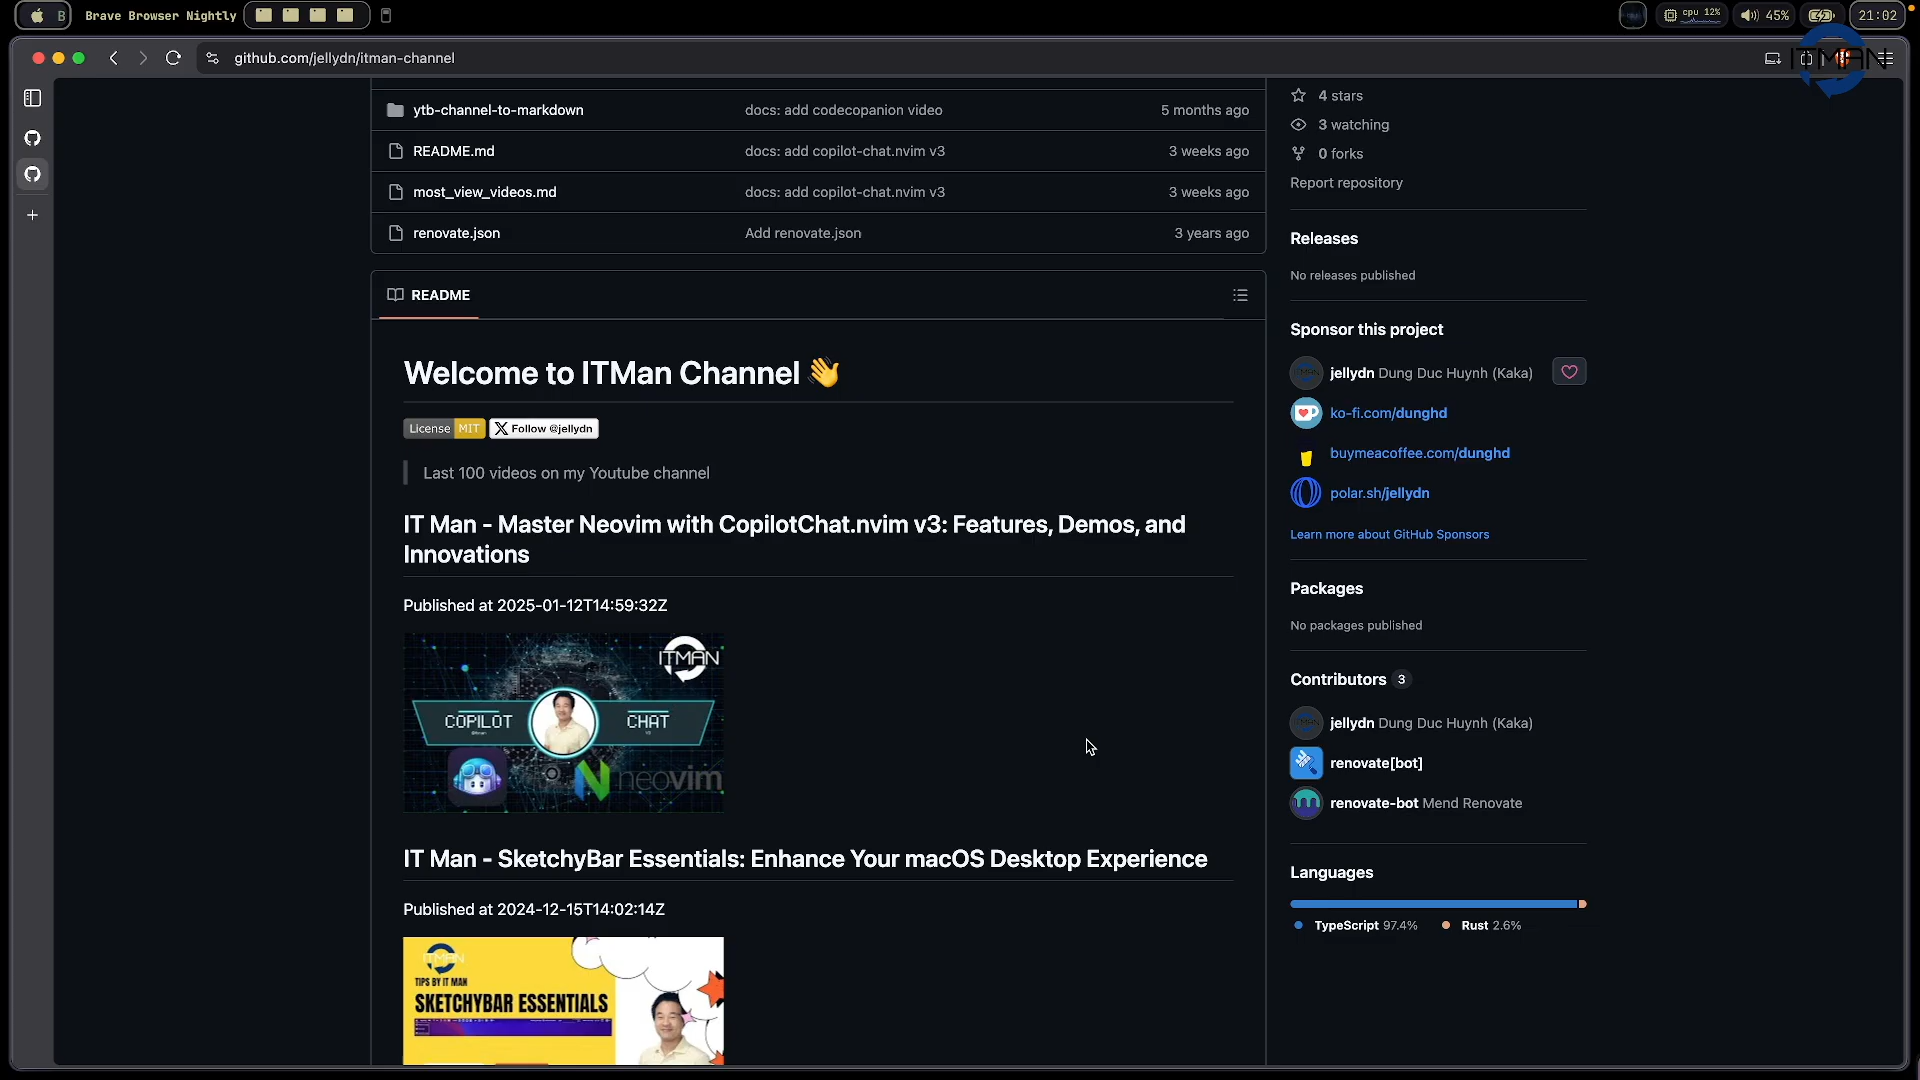 B Brave Browser Nightly
cpu 12%
45%
21:02
github.com/jellydn/itman-channel
ITMAN
ytb-channel-to-markdown docs: add codecopanion video 5 months ago
README.md docs: add copilot-chat.nvim v3 3 weeks ago
most_view_videos.md docs: add copilot-chat.nvim v3 3 weeks ago
renovate.json Add renovate.json 3 years ago
README
Welcome to ITMan Channel 👋
License MIT Follow @jellydn
Last 100 videos on my Youtube channel
IT Man - Master Neovim with CopilotChat.nvim v3: Features, Demos, and
Innovations
Published at 2025-01-12T14:59:32Z
ITMAN
COPILOT CHAT
neovim
IT Man - SketchyBar Essentials: Enhance Your macOS Desktop Experience
Published at 2024-12-15T14:02:14Z
ITMAN
TIPS BY IT MAN
SKETCHYBAR ESSENTIALS
4 stars
3 watching
0 forks
Report repository
Releases
No releases published
Sponsor this project
jellydn Dung Duc Huynh (Kaka)
ko-fi.com/dunghd
buymeacoffee.com/dunghd
polar.sh/jellydn
Learn more about GitHub Sponsors
Packages
No packages published
Contributors 3
jellydn Dung Duc Huynh (Kaka)
renovate[bot]
renovate-bot Mend Renovate
Languages
TypeScript 97.4% Rust 2.6%